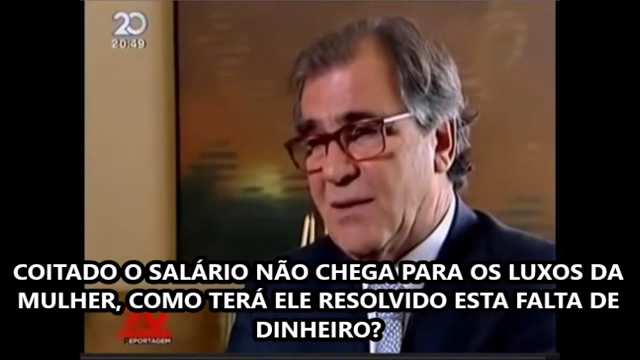 20
20:49
COITADO O SALÁRIO NÃO CHEGA PARA OS LUXOS DA
MULHER, COMO TERÁ ELE RESOLVIDO ESTA FALTA DE
DINHEIRO?
REPORTAGEM